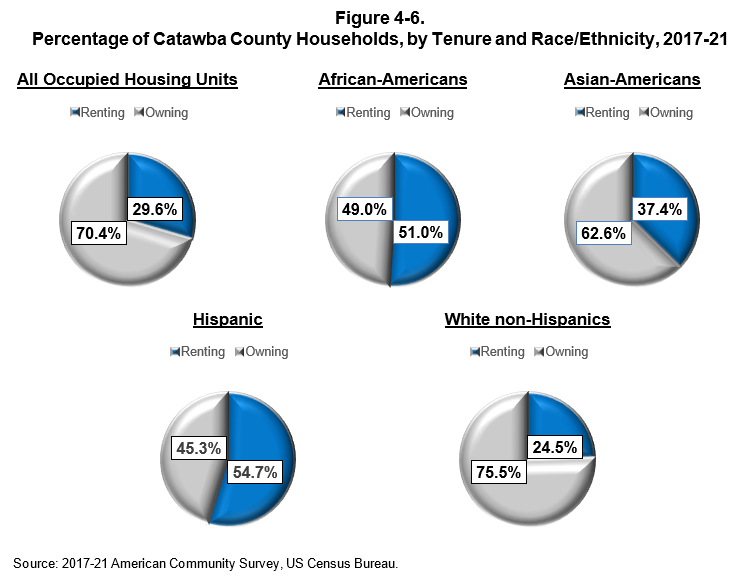 Figure 4-6.
Percentage of Catawba County Households, by Tenure and Race/Ethnicity, 2017-21
All Occupied Housing Units
Renting Owning
29.6%
70.4%
African-Americans
Renting Owning
49.0%
51.0%
Asian-Americans
Renting Owning
37.4%
62.6%
Hispanic
Renting Owning
45.3%
54.7%
White non-Hispanics
Renting Owning
24.5%
75.5%
Source: 2017-21 American Community Survey, US Census Bureau.